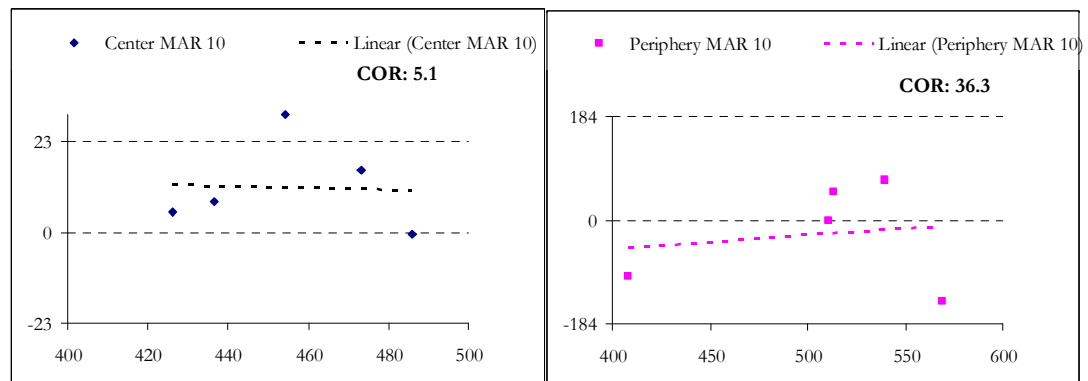 Center MAR 10 Linear (Center MAR 10)
COR: 5.1
23
0
-23
400 420 440 460 480 500
Periphery MAR 10 Linear (Periphery MAR 10)
COR: 36.3
184
0
-184
400 450 500 550 600